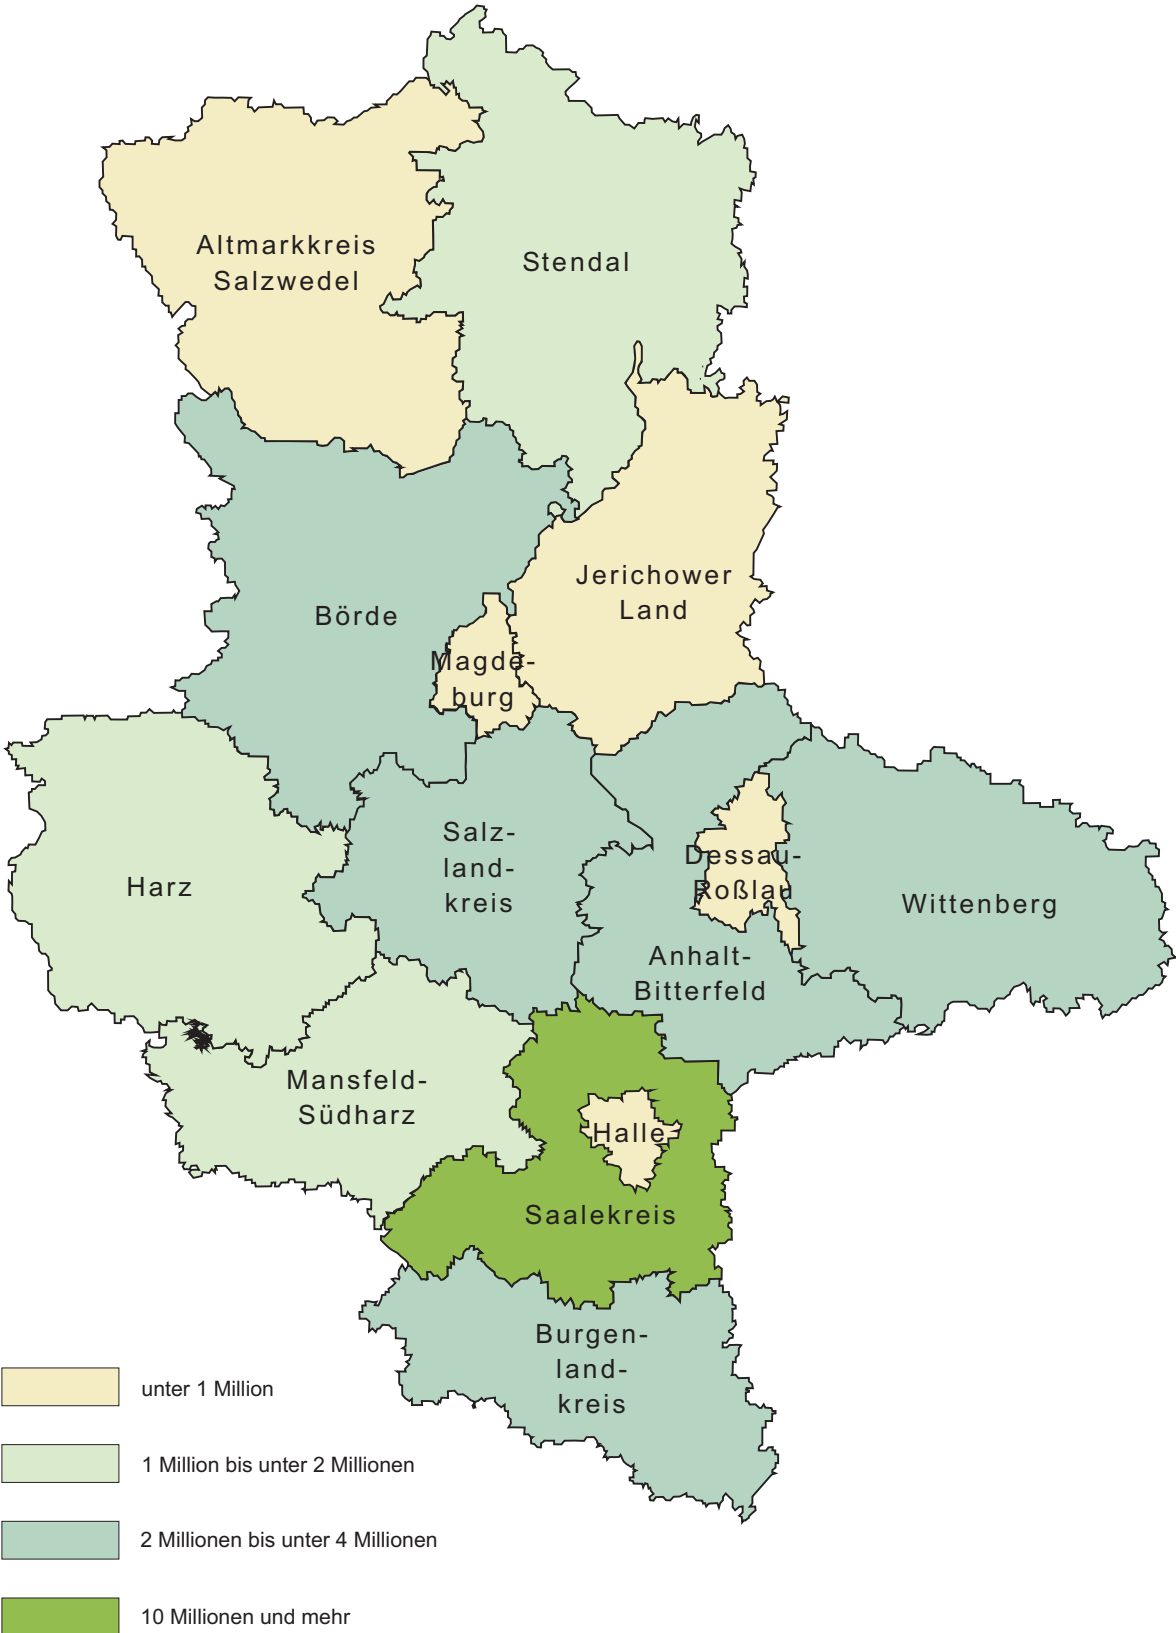 Altmarkkreis
Salzwedel
Stendal
Jerichower
Land
Börde
Magde-
burg
Salz-
land-
kreis
Harz
Dessau-
Roßlau
Wittenberg
Anhalt-
Bitterfeld
Mansfeld-
Südharz
Halle
Saalekreis
Burgen-
land-
kreis
unter 1 Million
1 Million bis unter 2 Millionen
2 Millionen bis unter 4 Millionen
10 Millionen und mehr